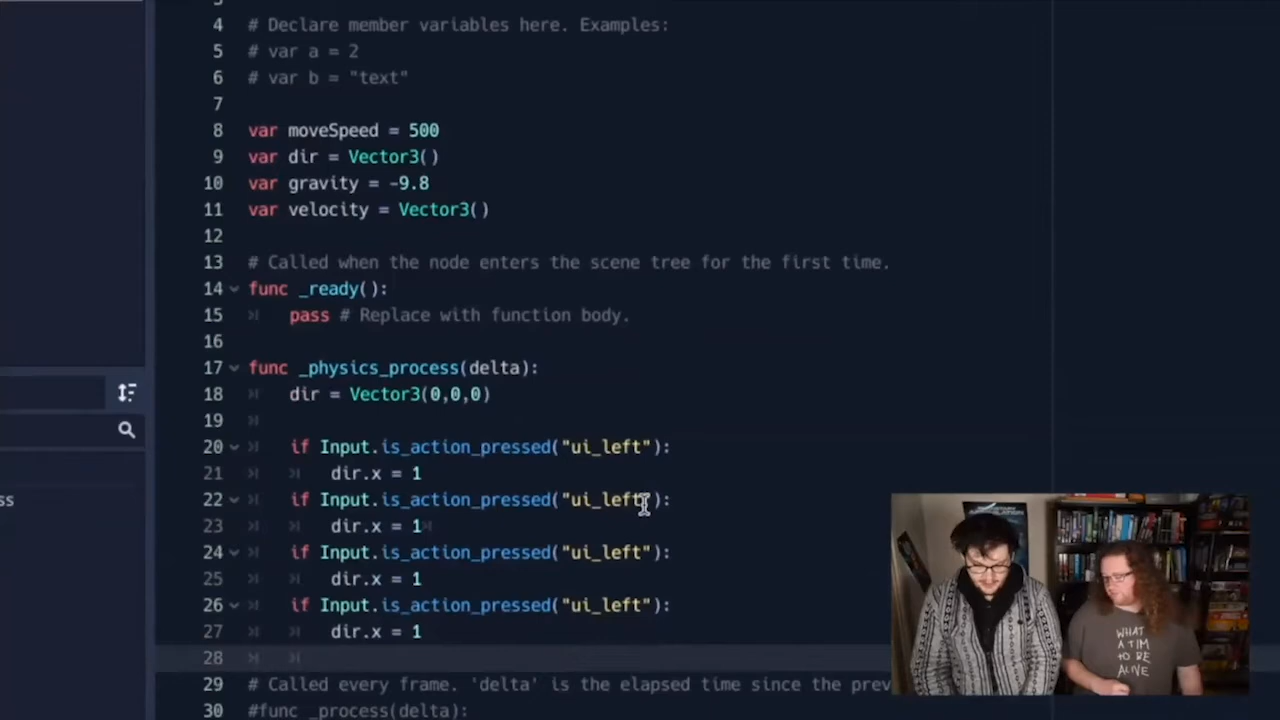 4 # Declare member variables here. Examples:
5 # var a = 2
6 # var b = "text"
7
8 var moveSpeed = 500
9 var dir = Vector3()
10 var gravity = -9.8
11 var velocity = Vector3()
12
13 # Called when the node enters the scene tree for the first time.
14 func _ready():
15 pass # Replace with function body.
16
17 func _physics_process(delta):
18 dir = Vector3(0,0,0)
19
20 if Input.is_action_pressed("ui_left"):
21 dir.x = 1
ss
22 if Input.is_action_pressed("ui_left"):
23 dir.x = 1
24 if Input.is_action_pressed("ui_left"):
25 dir.x = 1
26 if Input.is_action_pressed("ui_left"):
27 dir.x = 1
28
29 # Called every frame. 'delta' is the elapsed time since the prev
30 #func _process(delta):
WHAT
A TIM
TO BE
ALIVE